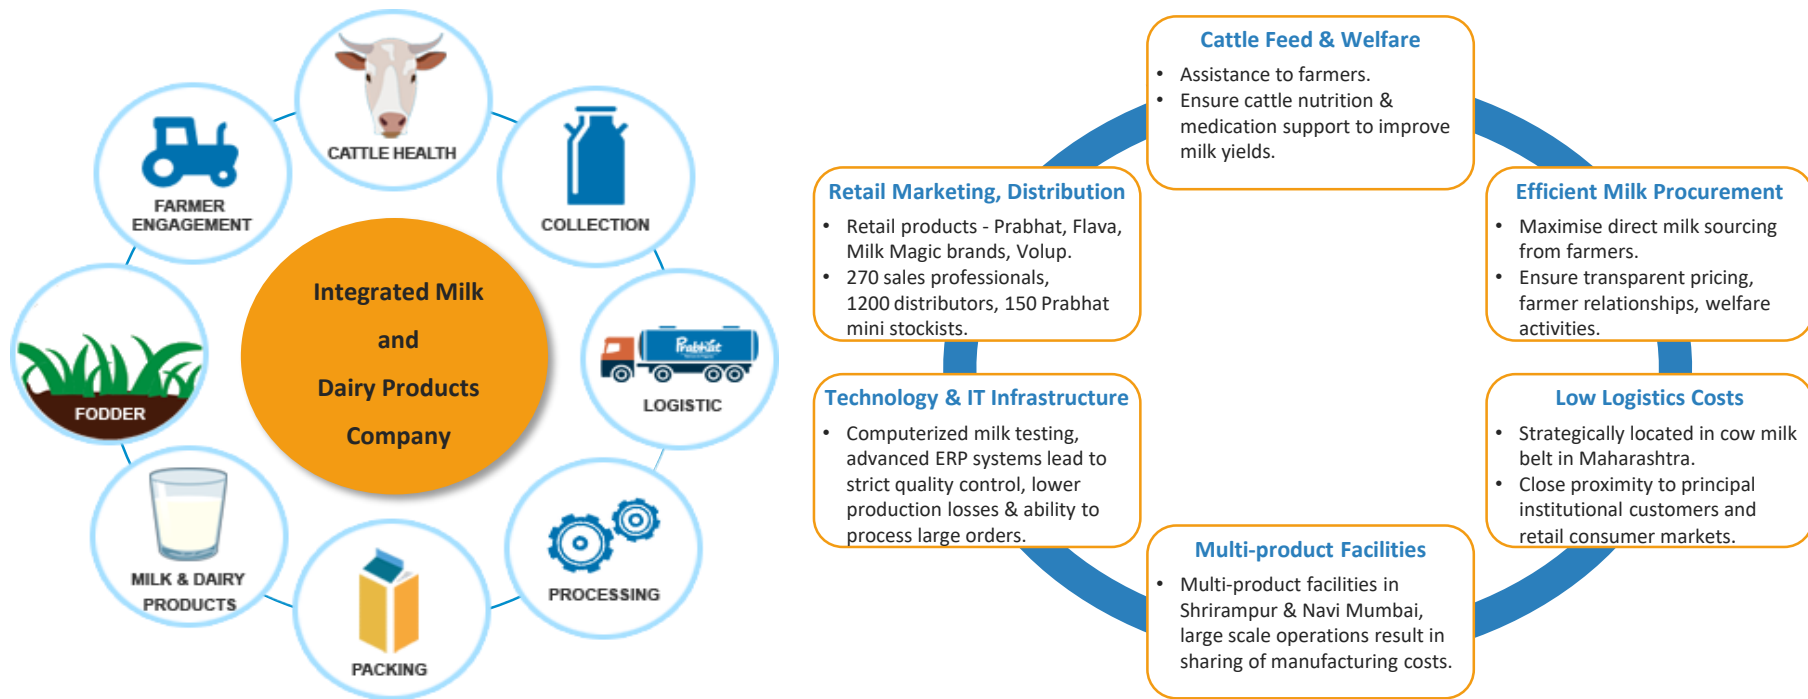 CATTLE HEALTH
FARMER
ENGAGEMENT
COLLECTION
Integrated Milk
and
Dairy Products
Company
FODDER
Prabhat
LOGISTIC
MILK & DAIRY
PRODUCTS
PROCESSING
PACKING
Cattle Feed & Welfare
• Assistance to farmers.
• Ensure cattle nutrition &
medication support to improve
milk yields.
Retail Marketing, Distribution
• Retail products - Prabhat, Flava,
Milk Magic brands, Volup.
• 270 sales professionals,
1200 distributors, 150 Prabhat
mini stockists.
Efficient Milk Procurement
• Maximise direct milk sourcing
from farmers.
• Ensure transparent pricing,
farmer relationships, welfare
activities.
Technology & IT Infrastructure
• Computerized milk testing,
advanced ERP systems lead to
strict quality control, lower
production losses & ability to
process large orders.
Low Logistics Costs
• Strategically located in cow milk
belt in Maharashtra.
• Close proximity to principal
institutional customers and
retail consumer markets.
Multi-product Facilities
• Multi-product facilities in
Shrirampur & Navi Mumbai,
large scale operations result in
sharing of manufacturing costs.